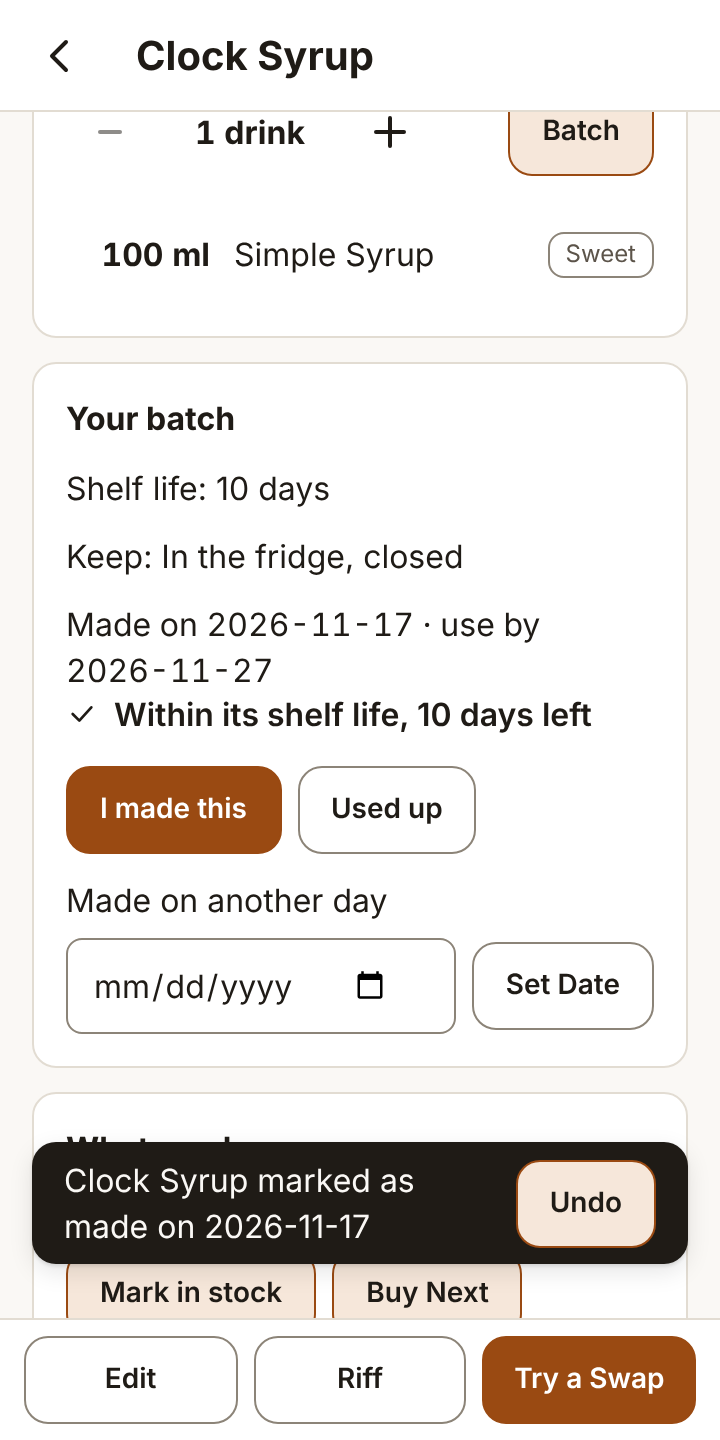 Clock Syrup
1 drink
Batch
100 ml Simple Syrup
Sweet
Your batch
Shelf life: 10 days
Keep: In the fridge, closed
Made on 2026-11-17 · use by
2026-11-27
Within its shelf life, 10 days left
I made this
Used up
Made on another day
mm/dd/yyyy
Set Date
Clock Syrup marked as
made on 2026-11-17
Undo
Mark in stock
Buy Next
Edit
Riff
Try a Swap